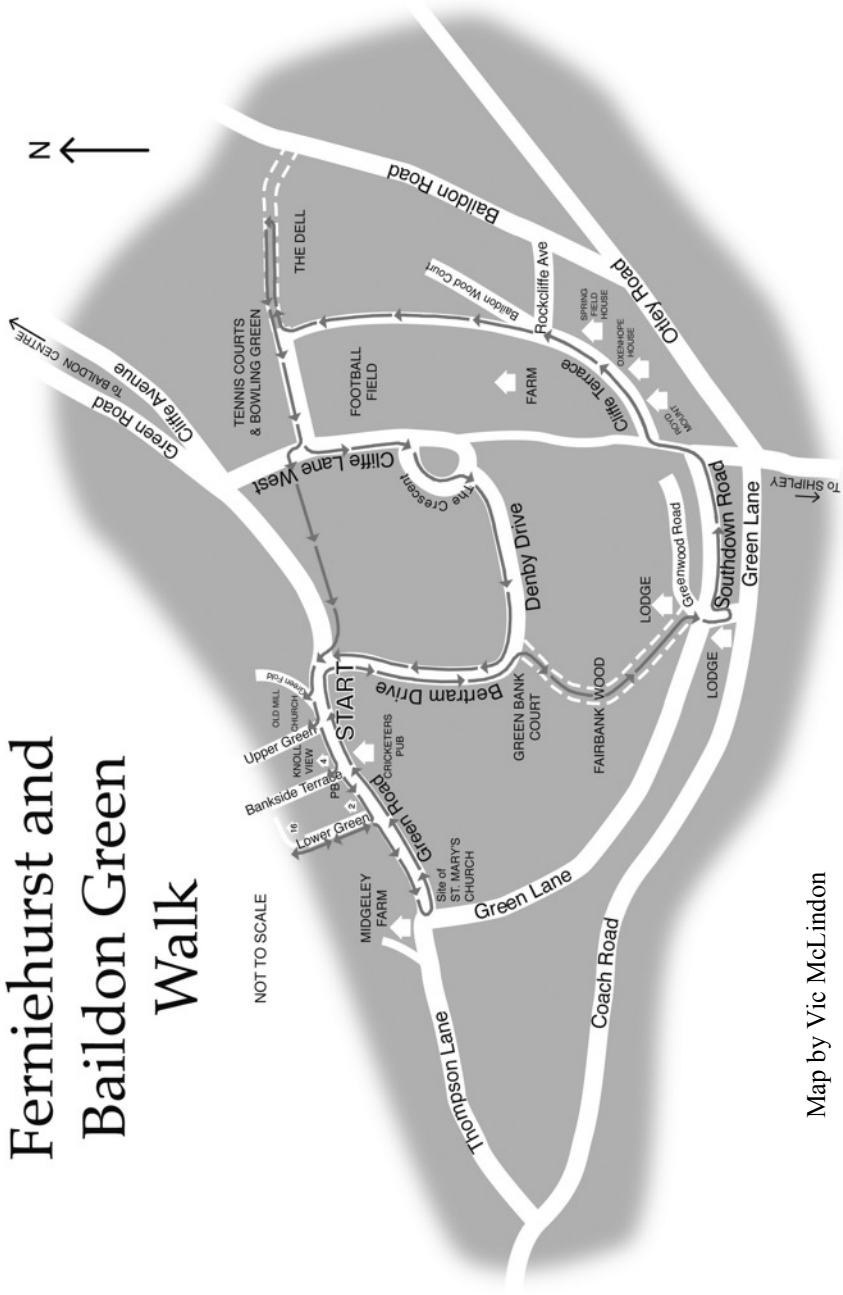 Ferniehurst and
Baildon Green
Walk
NOT TO SCALE
N
TO BAILDON CENTRE
Green Road
Cliffe Avenue
TENNIS COURTS
& BOWLING GREEN
THE DELL
Baildon Road
FOOTBALL
FIELD
Cliffe Lane West
The Crescent
Baildon Wood Court
Rockcliffe Ave
FARM
SPRING
FIELD
HOUSE
OXENHOPE
HOUSE
ROYD
MOUNT
Cliffe Terrace
Otley Road
Denby Drive
Bertram Drive
START
Green Fold
OLD MILL
CHURCH
Upper Green
KNOLL
VIEW
4
PB
Bankside Terrace
2
16
Lower Green
CRICKETERS
PUB
Green Road
MIDGELEY
FARM
Site of
ST. MARY'S
CHURCH
GREEN BANK
COURT
FAIRBANK WOOD
LODGE
Greenwood Road
LODGE
Southdown Road
Green Lane
TO SHIPLEY
Green Lane
Thompson Lane
Coach Road
Map by Vic McLindon